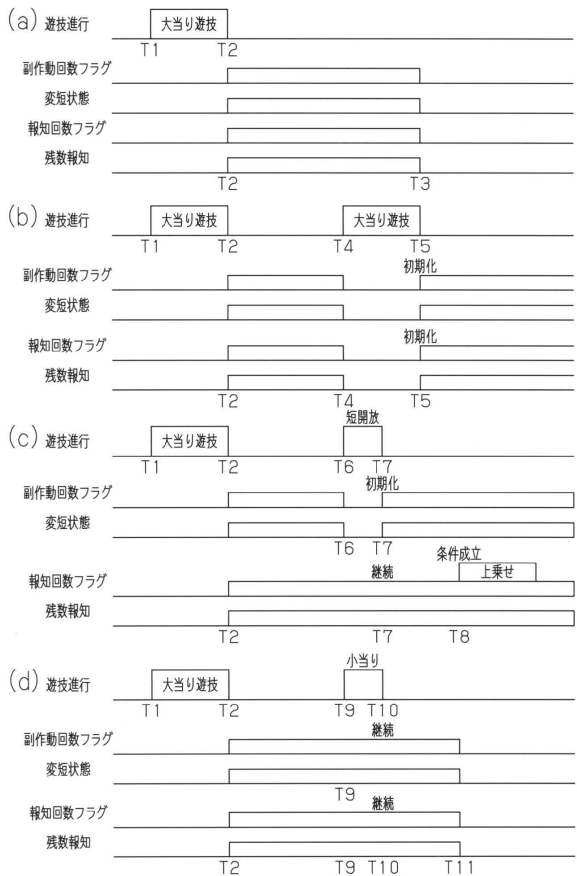 (a) 遊技進行 大当り遊技
T1 T2
副作動回数フラグ
変短状態
報知回数フラグ
残数報知
T2 T3
(b) 遊技進行 大当り遊技 大当り遊技
T1 T2 T4 T5
副作動回数フラグ 初期化
変短状態
報知回数フラグ 初期化
残数報知
T2 T4 T5
短開放
(c) 遊技進行 大当り遊技
T1 T2 T6 T7
副作動回数フラグ 初期化
変短状態
T6 T7
条件成立
報知回数フラグ 継続 上乗せ
残数報知
T2 T7 T8
小当り
(d) 遊技進行 大当り遊技
T1 T2 T9 T10
副作動回数フラグ 継続
変短状態
T9
報知回数フラグ 継続
残数報知
T2 T9 T10 T11